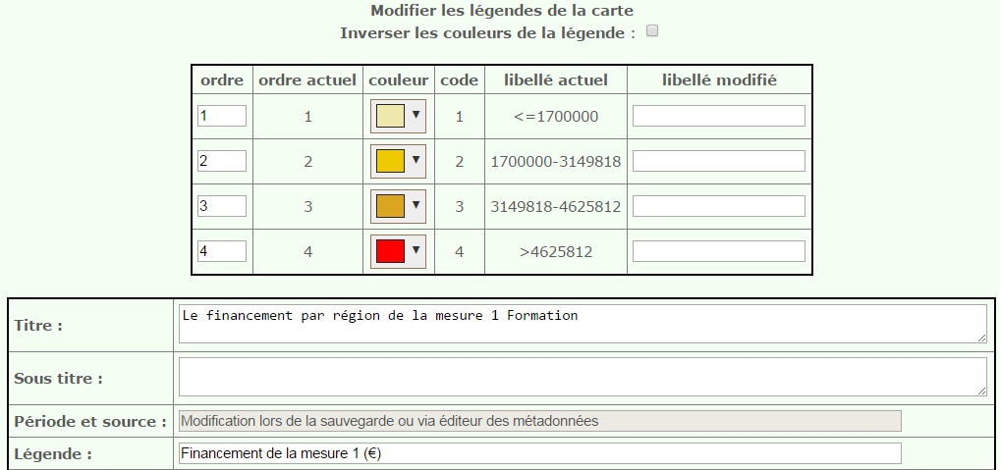 Modifier les légendes de la carte
Inverser les couleurs de la légende :
ordre ordre actuel couleur code libellé actuel libellé modifié
1 1 1 <=1700000
2 2 2 1700000-3149818
3 3 3 3149818-4625812
4 4 4 >4625812
Titre : Le financement par région de la mesure 1 Formation
Sous titre :
Période et source : Modification lors de la sauvegarde ou via éditeur des métadonnées
Légende : Financement de la mesure 1 (€)